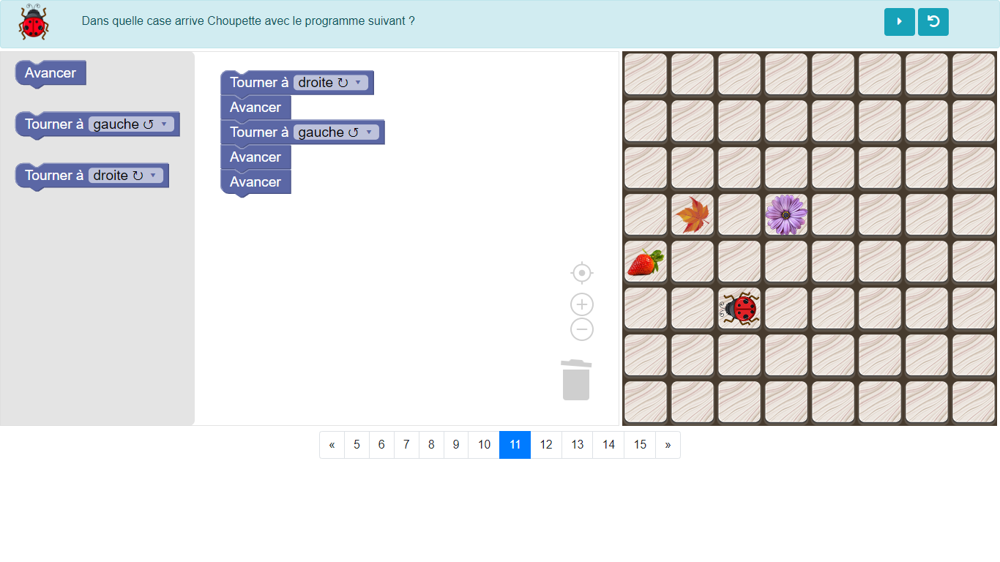 Dans quelle case arrive Choupette avec le programme suivant ?
Avancer
Tourner à gauche ↺ ▾
Tourner à droite ↻ ▾
Tourner à droite ↻ ▾
Avancer
Tourner à gauche ↺ ▾
Avancer
Avancer
« 5 6 7 8 9 10 11 12 13 14 15 »